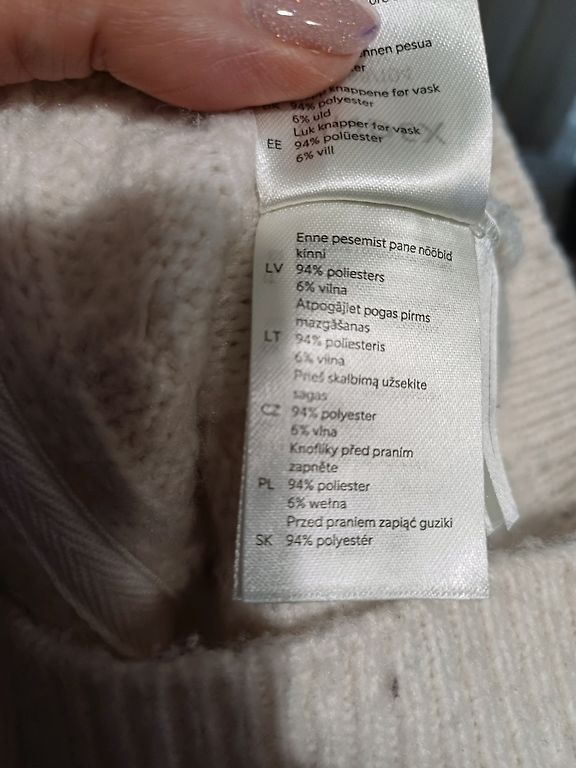 nnen pesua
knappene før vask
94% polyester
6% uld
Luk knapper før vask
EE 94% polüester
6% vill
Enne pesemist pane nööbid
kinni
LV 94% poliesters
6% vilna
Atpogājiet pogas pirms
mazgāšanas
LT 94% poliesteris
6% vilna
Prieš skalbimą užsekite
sagas
CZ 94% polyester
6% vlna
Knoflíky před praním
zapněte
PL 94% poliester
6% wełna
Przed praniem zapiąć guziki
SK 94% polyestér